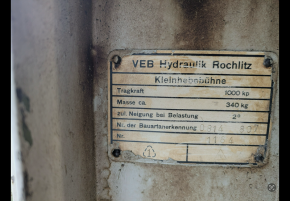 VEB Hydraulik Rochlitz
Kleinhebebühne
Tragkraft 1000 kp
Masse ca. 340 kg
zul. Neigung bei Belastung 2°
Nr. der Bauartanerkennung
Nr.